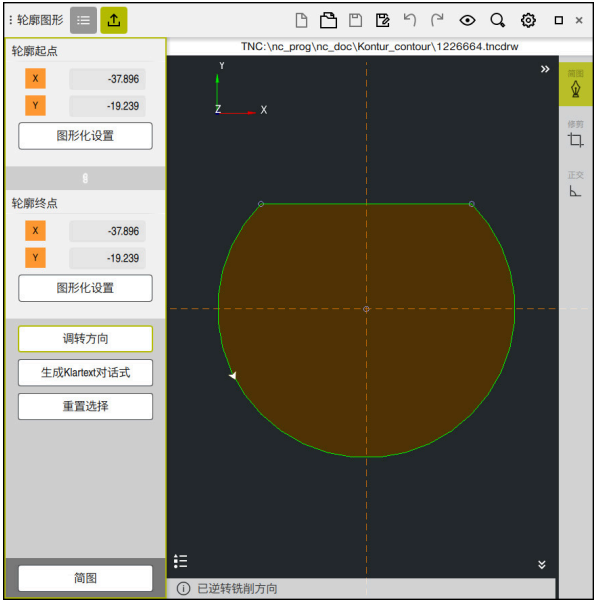 轮廓图形
TNC:\nc_prog\nc_doc\Kontur_contour\1226664.tncdrw
轮廓起点
X -37.896
Y -19.239
图形化设置
轮廓终点
X -37.896
Y -19.239
图形化设置
调转方向
生成Klartext对话式
重置选择
简图
Y
Z X
已逆转铣削方向
简图
修剪
正交